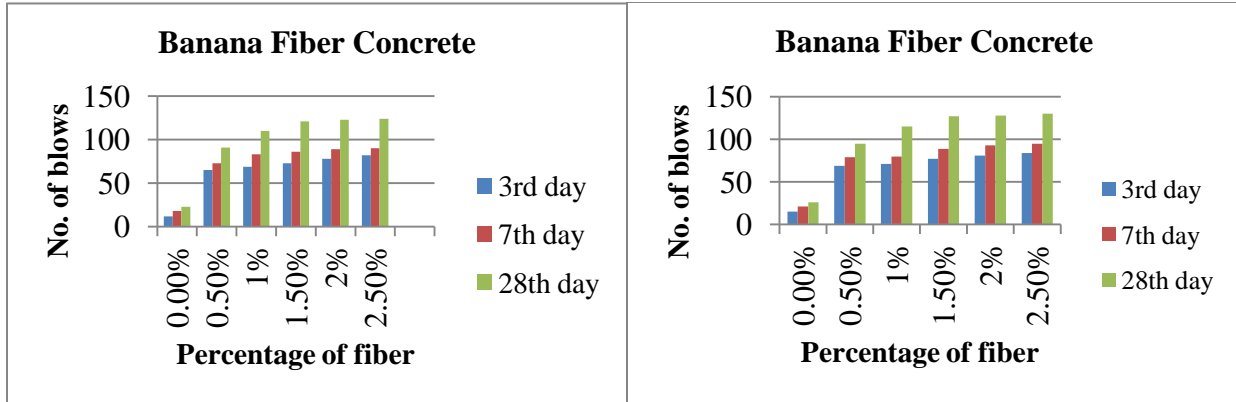 Banana Fiber Concrete
No. of blows
150
100
50
0
0.00%
0.50%
1%
1.50%
2%
2.50%
Percentage of fiber
3rd day
7th day
28th day
Banana Fiber Concrete
No. of blows
150
100
50
0
0.00%
0.50%
1%
1.50%
2%
2.50%
Percentage of fiber
3rd day
7th day
28th day